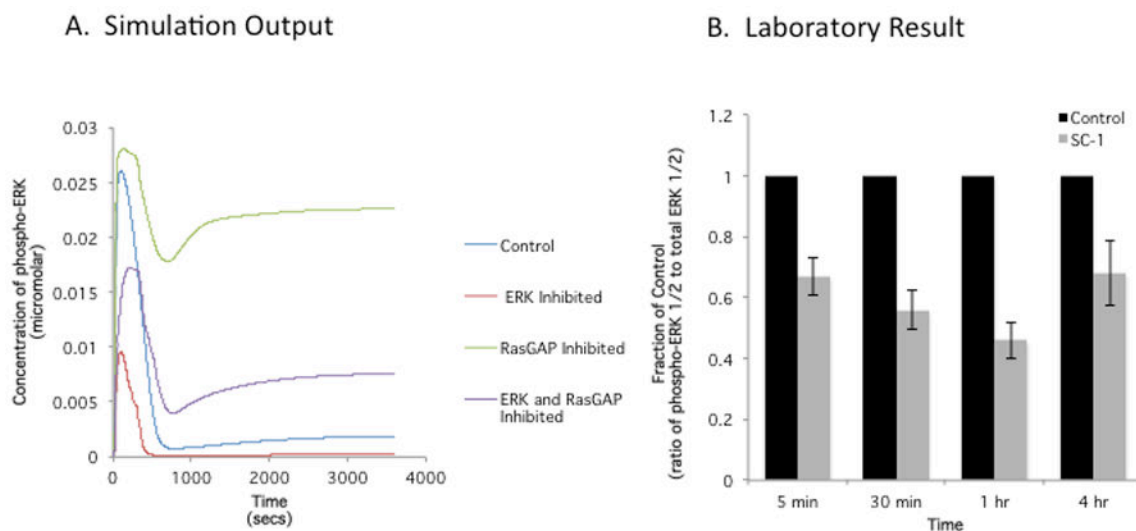 A. Simulation Output
0.03
0.025
0.02
0.015
0.01
0.005
0
Concentration of phospho-ERK
(micromolar)
0
1000
2000
3000
4000
Time
(secs)
Control
ERK Inhibited
RasGAP Inhibited
ERK and RasGAP
Inhibited
B. Laboratory Result
1.2
1
0.8
0.6
0.4
0.2
0
Fraction of Control
(ratio of phospho-ERK 1/2 to total ERK 1/2)
Control
SC-1
5 min
30 min
1 hr
4 hr
Time